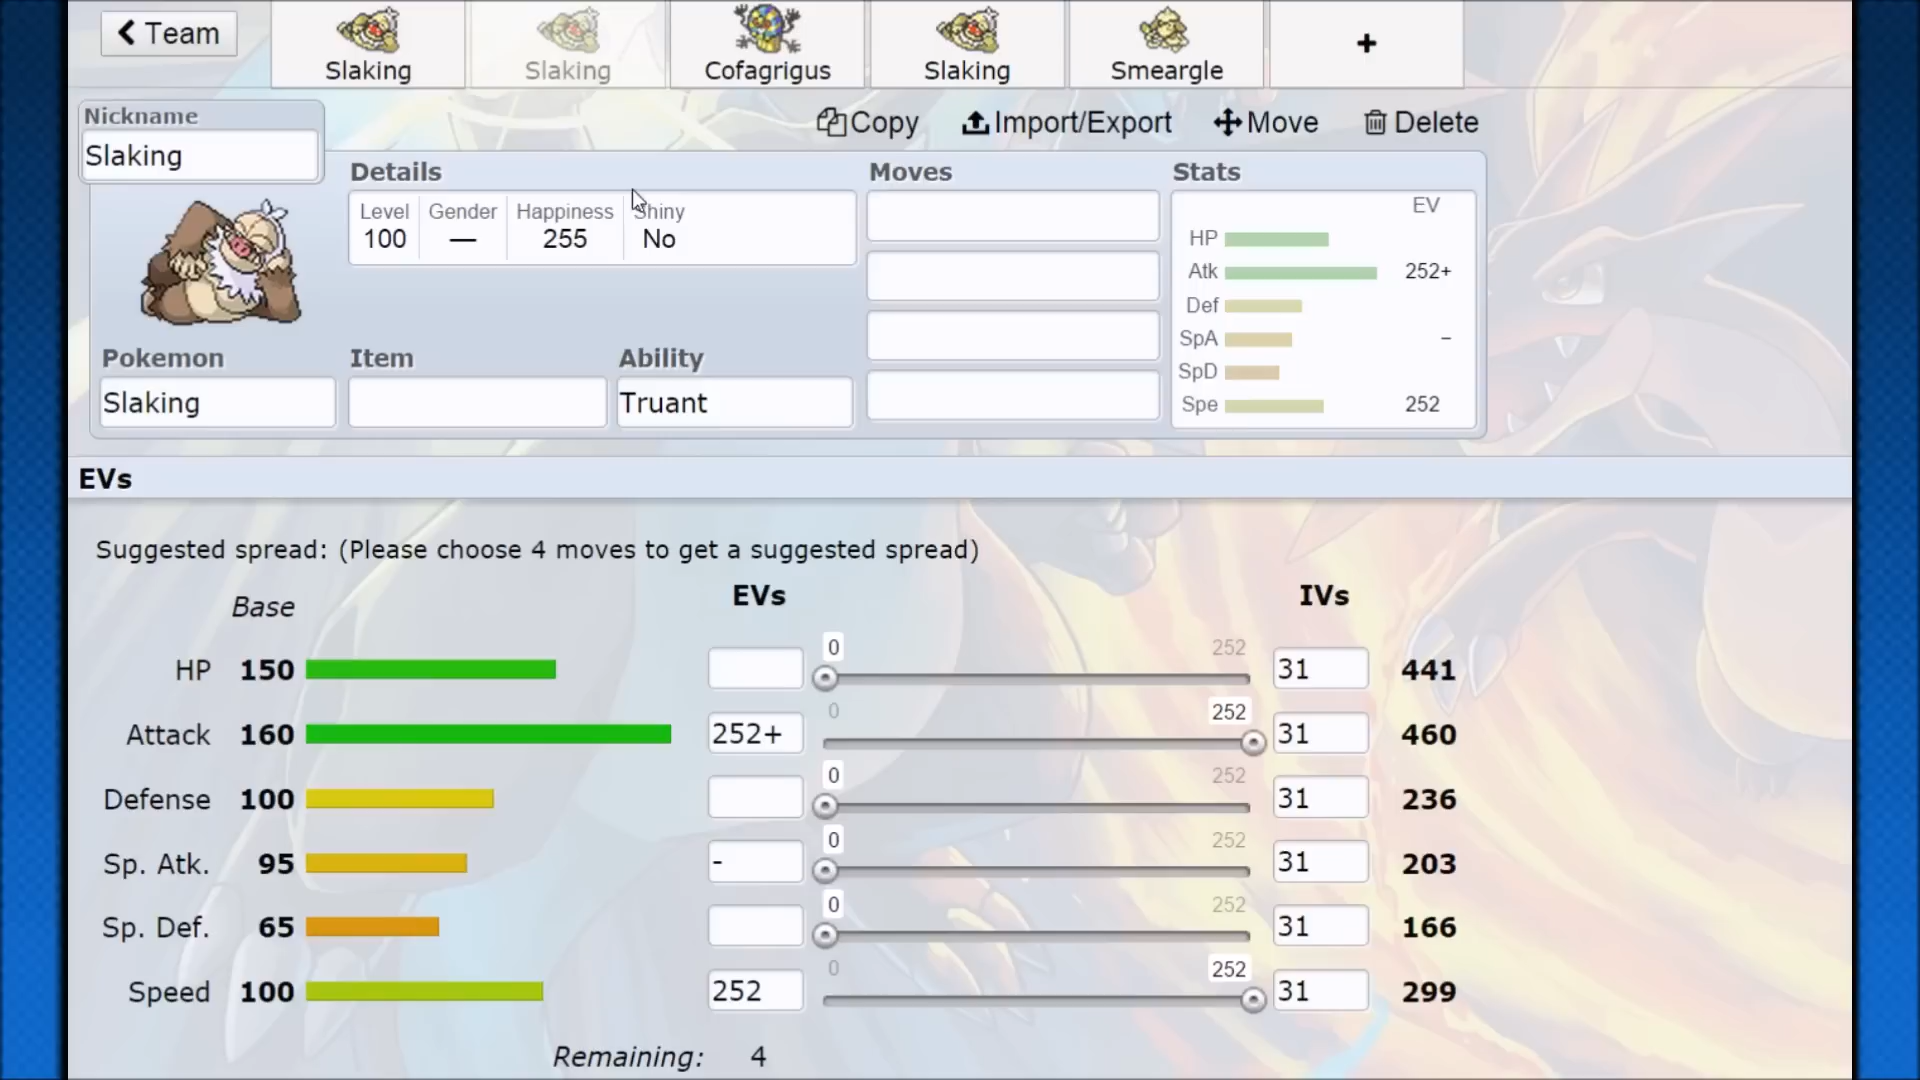 Team
Slaking
Slaking
Cofagrigus
Slaking
Smeargle
+
Nickname
Slaking
Copy
Import/Export
Move
Delete
Details
Level
100
Gender
—
Happiness
255
Shiny
No
Pokemon
Slaking
Item
Ability
Truant
Moves
Stats
EV
HP
Atk 252+
Def
SpA −
SpD
Spe 252
EVs
Suggested spread: (Please choose 4 moves to get a suggested spread)
Base EVs IVs
0 252
HP 150 31 441
0 252
Attack 160 252+ 31 460
0 252
Defense 100 31 236
0 252
Sp. Atk. 95 - 31 203
0 252
Sp. Def. 65 31 166
0 252
Speed 100 252 31 299
Remaining: 4